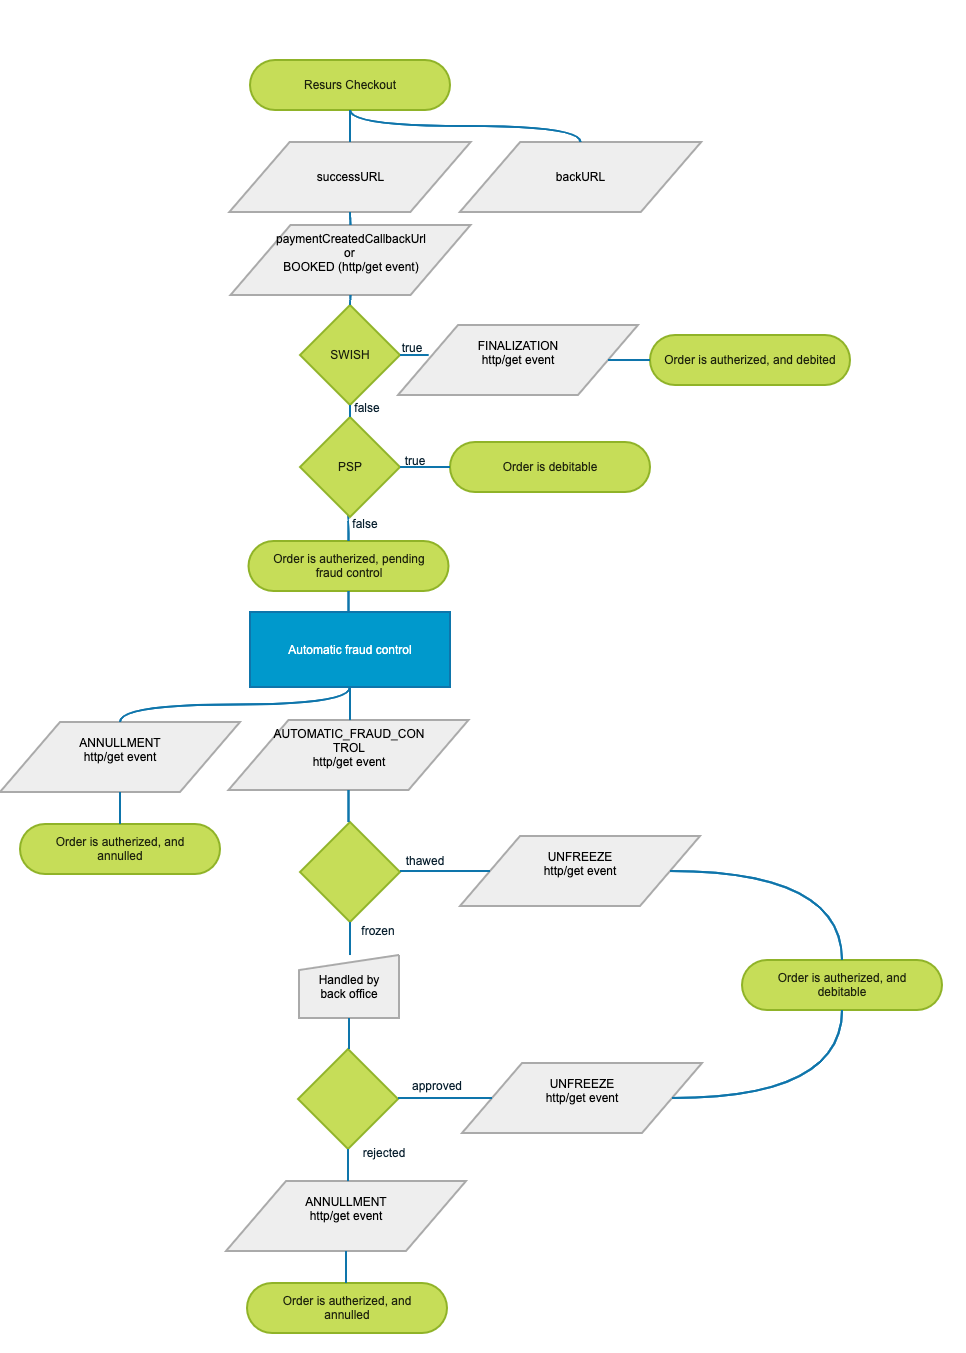 Resurs Checkout
successURL
backURL
paymentCreatedCallbackUrl
or
BOOKED (http/get event)
SWISH
true
FINALIZATION
http/get event
Order is autherized, and debited
false
PSP
true
Order is debitable
false
Order is autherized, pending
fraud control
Automatic fraud control
ANNULLMENT
http/get event
AUTOMATIC_FRAUD_CON
TROL
http/get event
Order is autherized, and
annulled
thawed
UNFREEZE
http/get event
frozen
Handled by
back office
Order is autherized, and
debitable
approved
UNFREEZE
http/get event
rejected
ANNULLMENT
http/get event
Order is autherized, and
annulled